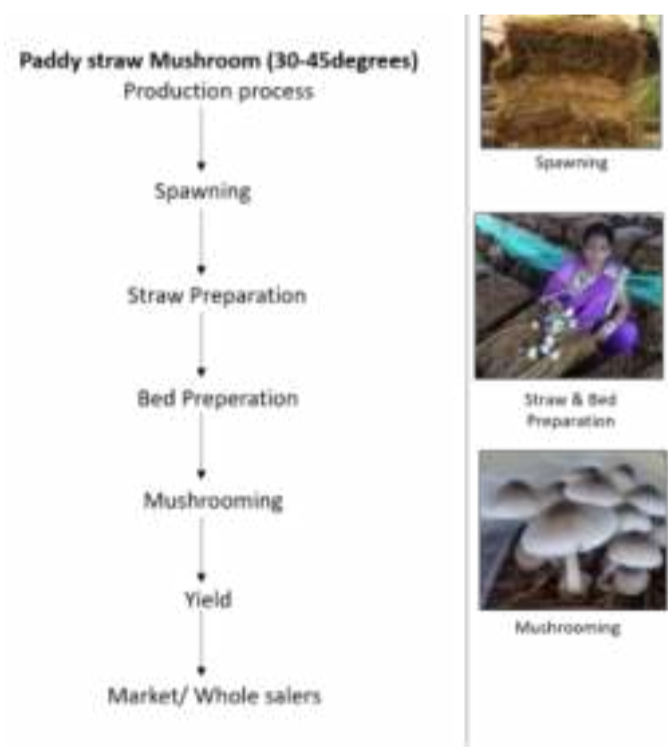 Paddy straw Mushroom (30-45degrees)
Production process
Spawning
Straw Preparation
Bed Preperation
Mushrooming
Yield
Market/ Whole salers
Spawning
Straw & Bed
Preparation
Mushrooming